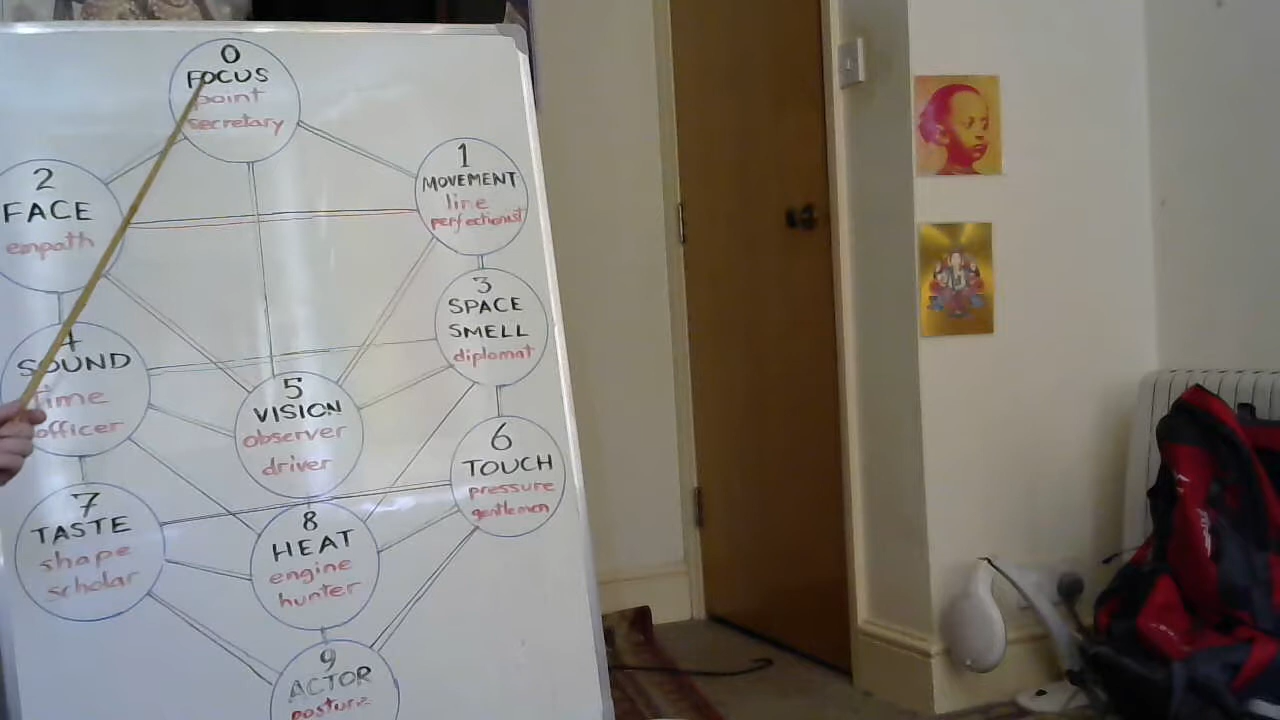 0
FOCUS
point
secretary
1
MOVEMENT
line
perfectionist
2
FACE
empath
3
SPACE
SMELL
diplomat
4
SOUND
time
officer
5
VISION
observer
driver
6
TOUCH
pressure
gentlemen
7
TASTE
shape
scholar
8
HEAT
engine
hunter
9
ACTOR
posture